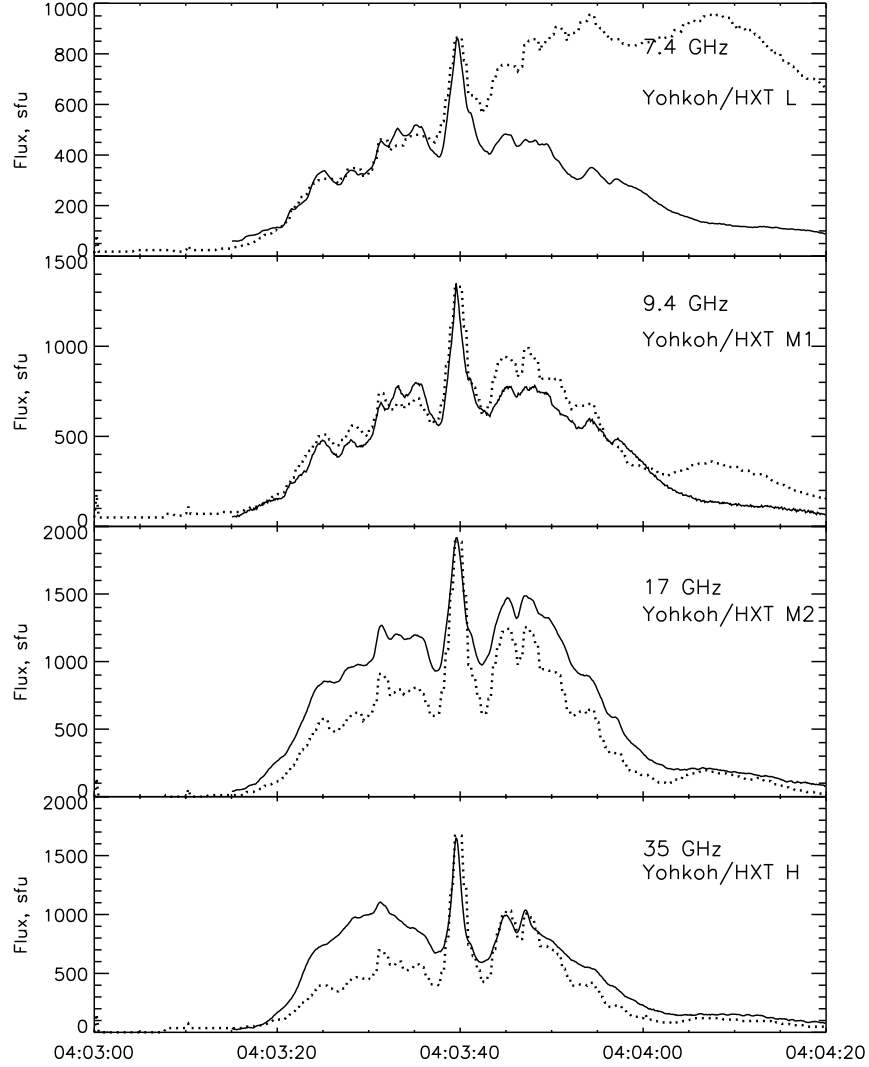 1000
800
600
400
200
0
Flux, sfu
7.4 GHz
Yohkoh/HXT L
1500
1000
500
0
Flux, sfu
9.4 GHz
Yohkoh/HXT M1
2000
1500
1000
500
0
Flux, sfu
17 GHz
Yohkoh/HXT M2
2000
1500
1000
500
0
Flux, sfu
35 GHz
Yohkoh/HXT H
04:03:00 04:03:20 04:03:40 04:04:00 04:04:20